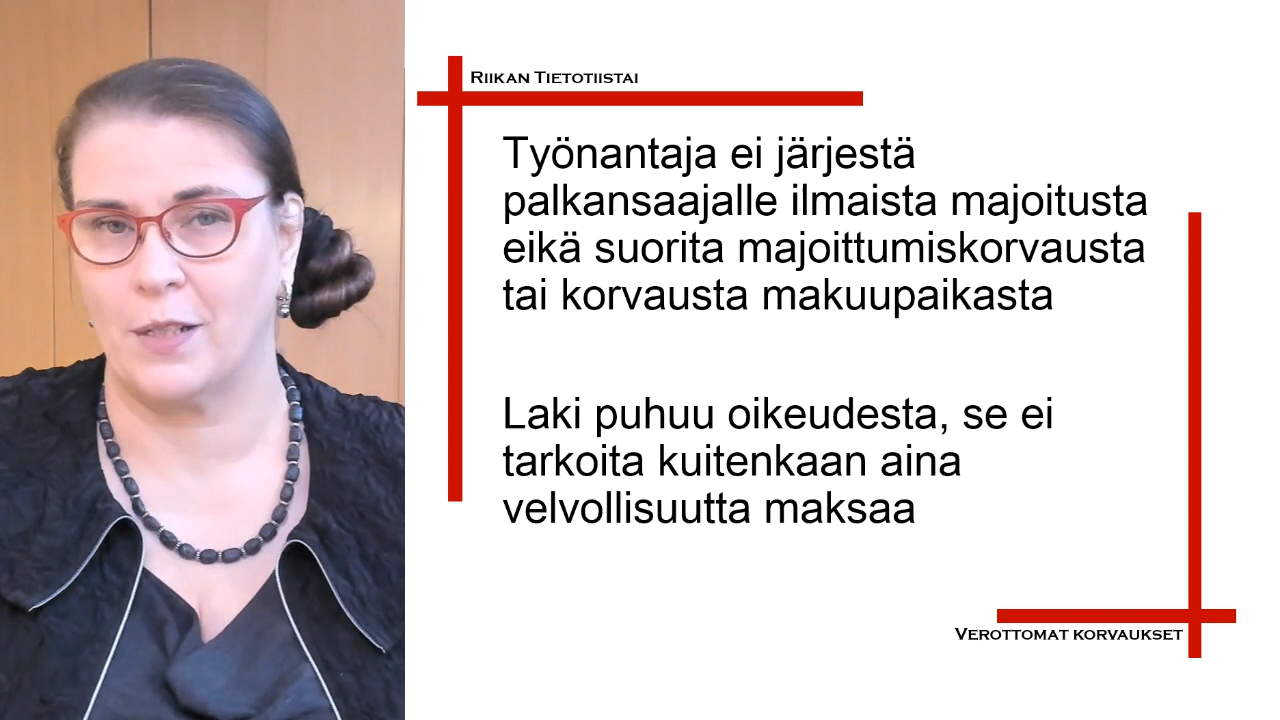 Riikan Tietotiistai
Työnantaja ei järjestä
palkansaajalle ilmaista majoitusta
eikä suorita majoittumiskorvausta
tai korvausta makuupaikasta
Laki puhuu oikeudesta, se ei
tarkoita kuitenkaan aina
velvollisuutta maksaa
Verottomat korvaukset